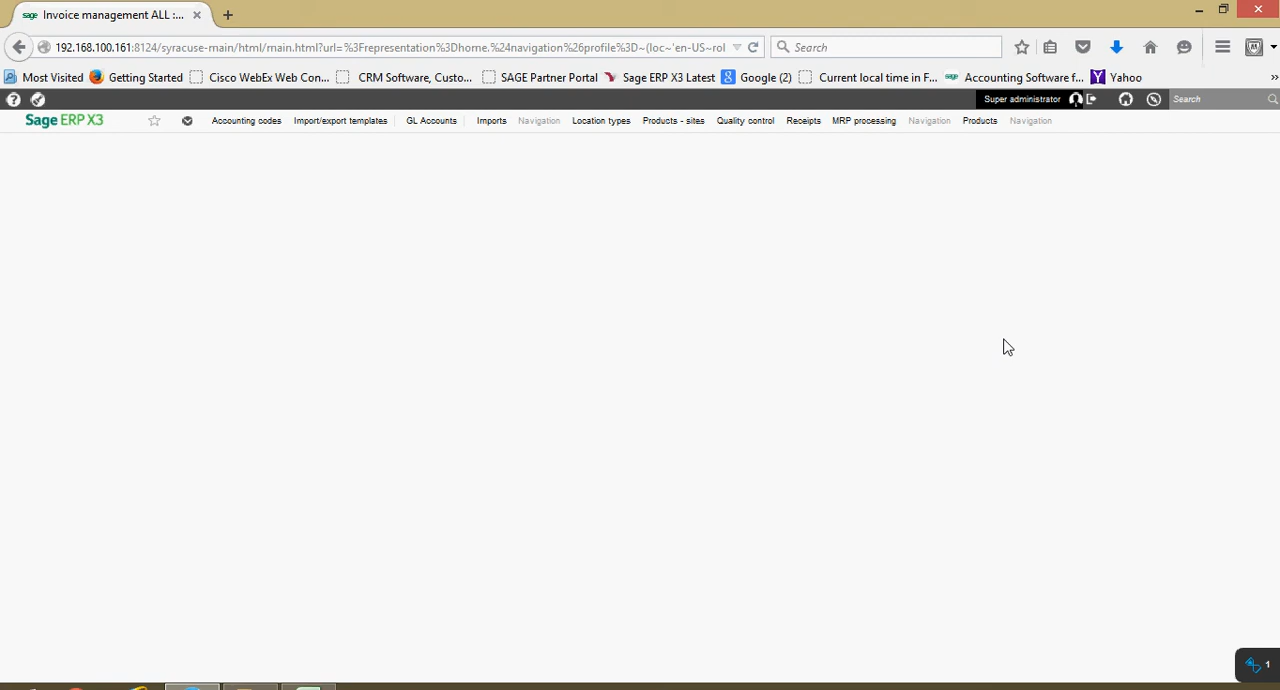 sage Invoice management ALL :...
192.168.100.161:8124/syracuse-main/html/main.html?url=%3Frepresentation%3Dhome.%24navigation%26profile%3D~(loc~'en-US~rol
Search
Most Visited Getting Started Cisco WebEx Web Con... CRM Software, Custo... SAGE Partner Portal Sage ERP X3 Latest Google (2) Current local time in F... Accounting Software f... Yahoo
Super administrator Search
Sage ERP X3 Accounting codes Import/export templates GL Accounts Imports Navigation Location types Products - sites Quality control Receipts MRP processing Navigation Products Navigation
1